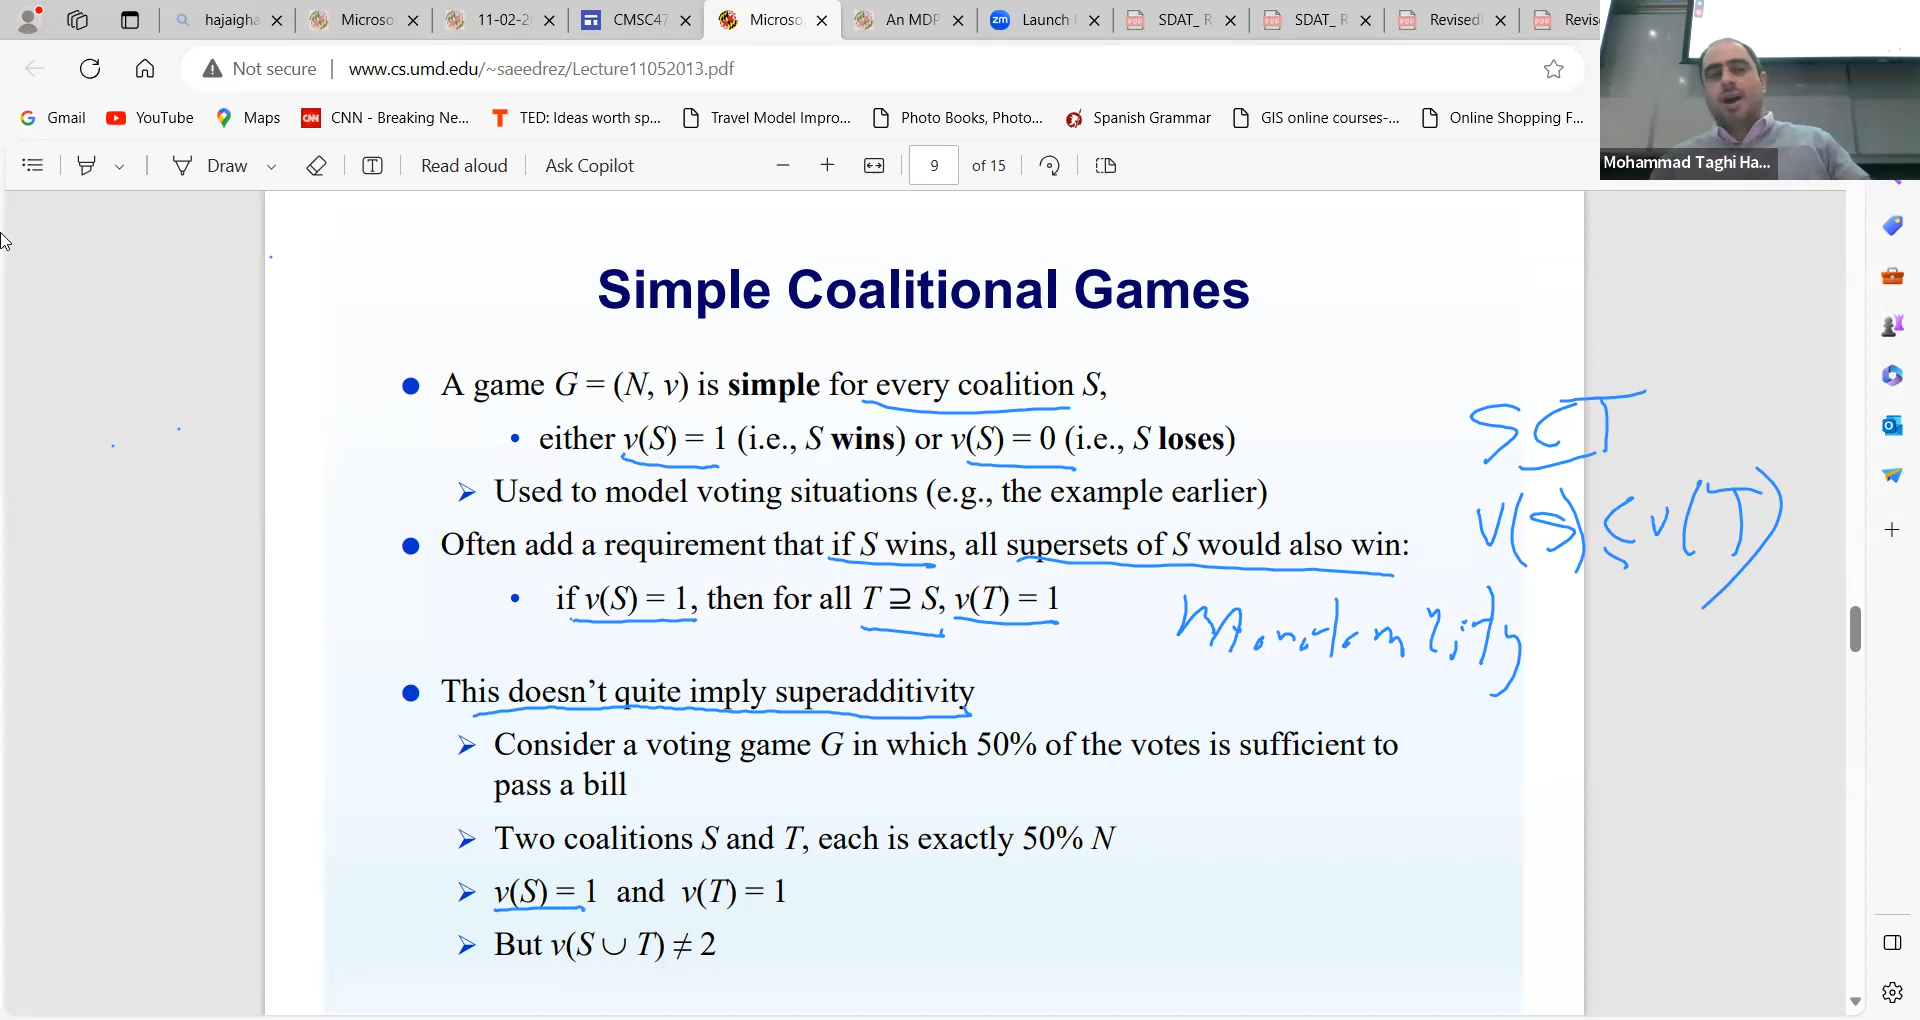 hajaigha
Microso
11-02-2
CMSC47
Microso
An MDP
Launch
SDAT_ R
SDAT_ R
Revised
Revis
Not secure | www.cs.umd.edu/~saeedrez/Lecture11052013.pdf
Gmail
YouTube
Maps
CNN - Breaking Ne...
TED: Ideas worth sp...
Travel Model Impro...
Photo Books, Photo...
Spanish Grammar
GIS online courses-...
Online Shopping F...
Mohammad Taghi Ha...
Draw
Read aloud
Ask Copilot
9 of 15
Simple Coalitional Games
A game G = (N, v) is simple for every coalition S,
either v(S) = 1 (i.e., S wins) or v(S) = 0 (i.e., S loses)
S ⊆ T
Used to model voting situations (e.g., the example earlier)
Often add a requirement that if S wins, all supersets of S would also win:
V(S) ≤ v(T)
if v(S) = 1, then for all T ⊇ S, v(T) = 1
This doesn't quite imply superadditivity
Consider a voting game G in which 50% of the votes is sufficient to
pass a bill
Two coalitions S and T, each is exactly 50% N
v(S) = 1 and v(T) = 1
But v(S ∪ T) ≠ 2